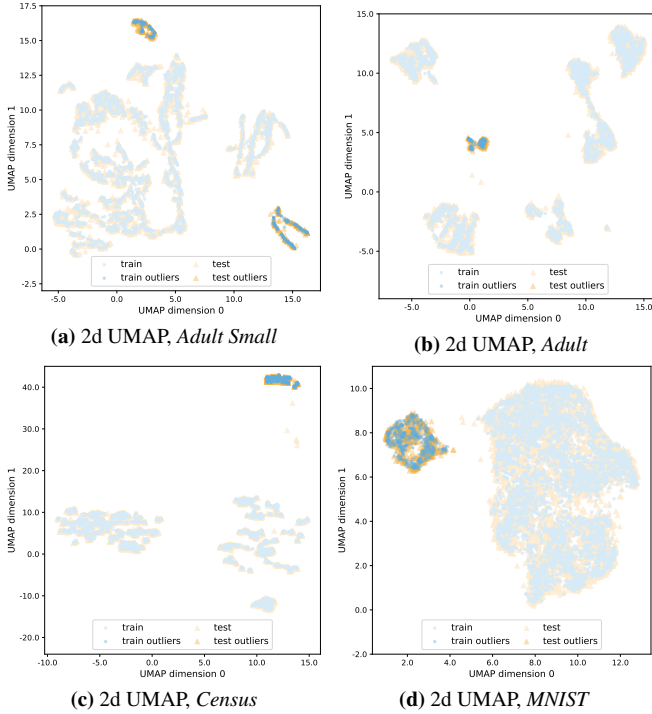 17.5
15.0
12.5
10.0
7.5
5.0
2.5
0.0
-2.5
UMAP dimension 1
train
train outliers
test
test outliers
-5.0 0.0 5.0 10.0 15.0
UMAP dimension 0
(a) 2d UMAP, Adult Small
15.0
10.0
5.0
0.0
-5.0
UMAP dimension 1
train
train outliers
test
test outliers
-5.0 0.0 5.0 10.0 15.0
UMAP dimension 0
(b) 2d UMAP, Adult
40.0
30.0
20.0
10.0
0.0
-10.0
-20.0
UMAP dimension 1
train
train outliers
test
test outliers
-10.0 -5.0 0.0 5.0 10.0 15.0
UMAP dimension 0
(c) 2d UMAP, Census
10.0
8.0
6.0
4.0
2.0
0.0
-2.0
UMAP dimension 1
train
train outliers
test
test outliers
2.0 4.0 6.0 8.0 10.0 12.0
UMAP dimension 0
(d) 2d UMAP, MNIST